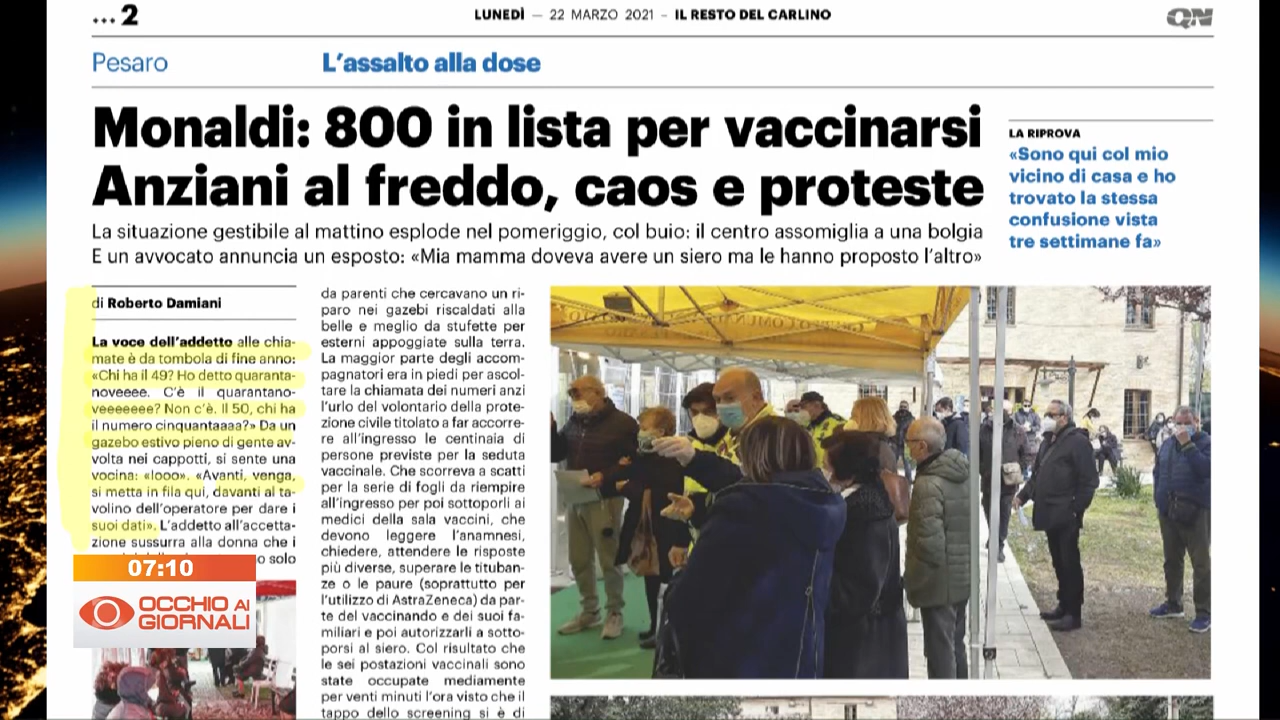 ... 2
LUNEDÌ — 22 MARZO 2021 – IL RESTO DEL CARLINO
QN
Pesaro
L'assalto alla dose
Monaldi: 800 in lista per vaccinarsi
Anziani al freddo, caos e proteste
La situazione gestibile al mattino esplode nel pomeriggio, col buio: il centro assomiglia a una bolgia
E un avvocato annuncia un esposto: «Mia mamma doveva avere un siero ma le hanno proposto l'altro»
LA RIPROVA
«Sono qui col mio
vicino di casa e ho
trovato la stessa
confusione vista
tre settimane fa»
di Roberto Damiani
La voce dell'addetto alle chia-
mate è da tombola di fine anno:
«Chi ha il 49? Ho detto quaranta-
noveeee. C'è il quarantano-
veeeeeee? Non c'è. Il 50, chi ha
il numero cinquantaaaa?» Da un
gazebo estivo pieno di gente av-
volta nei cappotti, si sente una
vocina: «Iooo». «Avanti, venga,
si metta in fila qui, davanti al ta-
volino dell'operatore per dare i
suoi dati». L'addetto all'accetta-
zione sussurra alla donna che i
o solo
da parenti che cercavano un ri-
paro nei gazebi riscaldati alla
belle e meglio da stufette per
esterni appoggiate sulla terra.
La maggior parte degli accom-
pagnatori era in piedi per ascol-
tare la chiamata dei numeri anzi
l'urlo del volontario della prote-
zione civile titolato a far accorre-
re all'ingresso le centinaia di
persone previste per la seduta
vaccinale. Che scorreva a scatti
per la serie di fogli da riempire
all'ingresso per poi sottoporli ai
medici della sala vaccini, che
devono leggere l'anamnesi,
chiedere, attendere le risposte
più diverse, superare le tituban-
ze o le paure (soprattutto per
l'utilizzo di AstraZeneca) da par-
te del vaccinando e dei suoi fa-
miliari e poi autorizzarli a sotto-
porsi al siero. Col risultato che
le sei postazioni vaccinali sono
state occupate mediamente
per venti minuti l'ora visto che il
tappo dello screening si è di
07:10
OCCHIO AI
GIORNALI